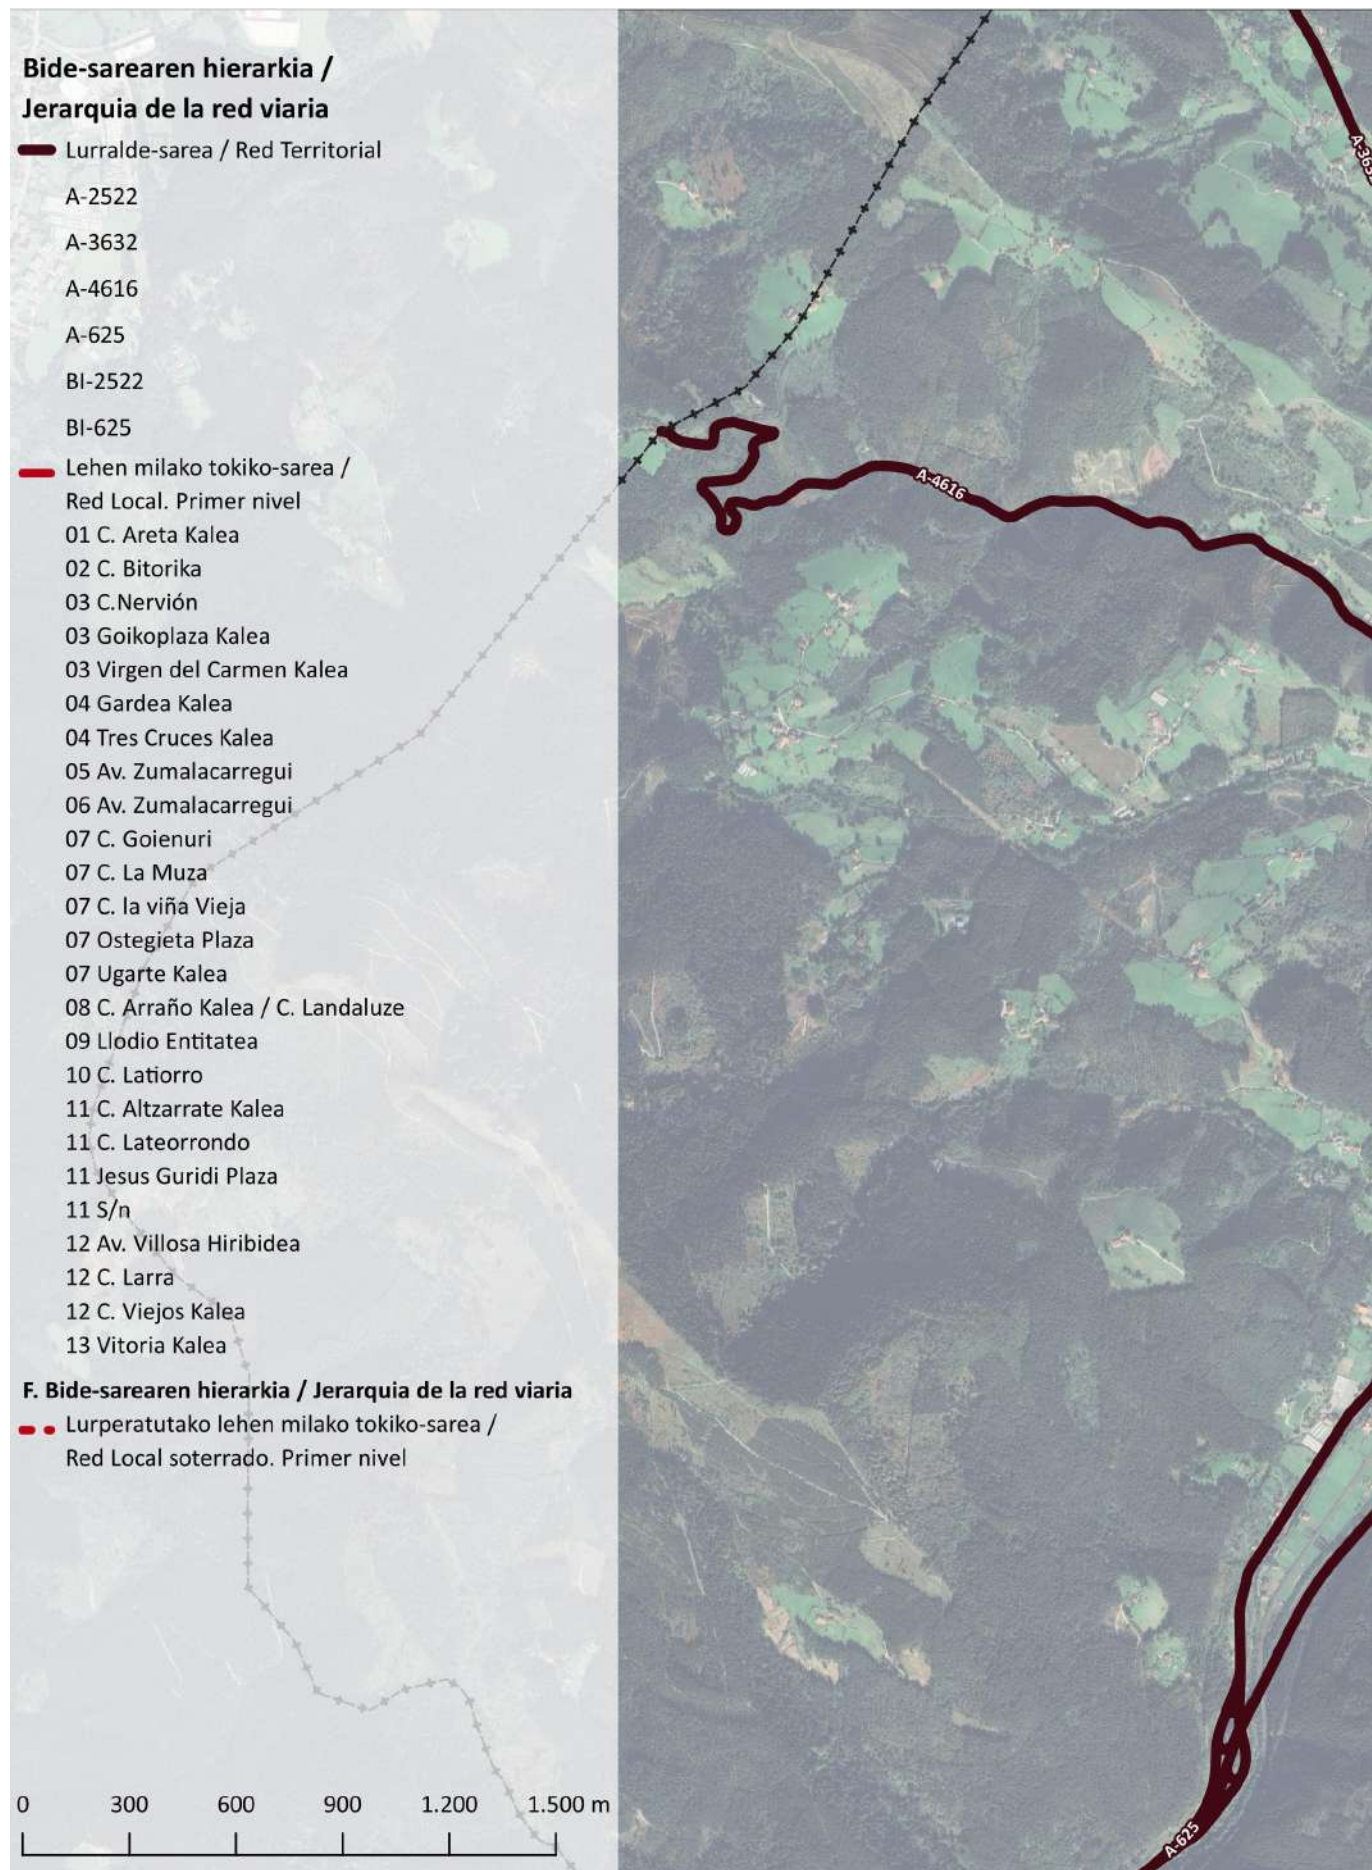 Bide-sarearen hierarkia /
Jerarquia de la red viaria
Lurralde-sarea / Red Territorial
A-2522
A-3632
A-4616
A-625
BI-2522
BI-625
Lehen milako tokiko-sarea /
Red Local. Primer nivel
01 C. Areta Kalea
02 C. Bitorika
03 C.Nervión
03 Goikoplaza Kalea
03 Virgen del Carmen Kalea
04 Gardea Kalea
04 Tres Cruces Kalea
05 Av. Zumalacarregui
06 Av. Zumalacarregui
07 C. Goienuri
07 C. La Muza
07 C. la viña Vieja
07 Ostegieta Plaza
07 Ugarte Kalea
08 C. Arraño Kalea / C. Landaluze
09 Llodio Entitatea
10 C. Latiorro
11 C. Altzarrate Kalea
11 C. Lateorrondo
11 Jesus Guridi Plaza
11 S/n
12 Av. Villosa Hiribidea
12 C. Larra
12 C. Viejos Kalea
13 Vitoria Kalea
F. Bide-sarearen hierarkia / Jerarquia de la red viaria
Lurperatutako lehen milako tokiko-sarea /
Red Local soterrado. Primer nivel
0 300 600 900 1.200 1.500 m
A-4616
A-625